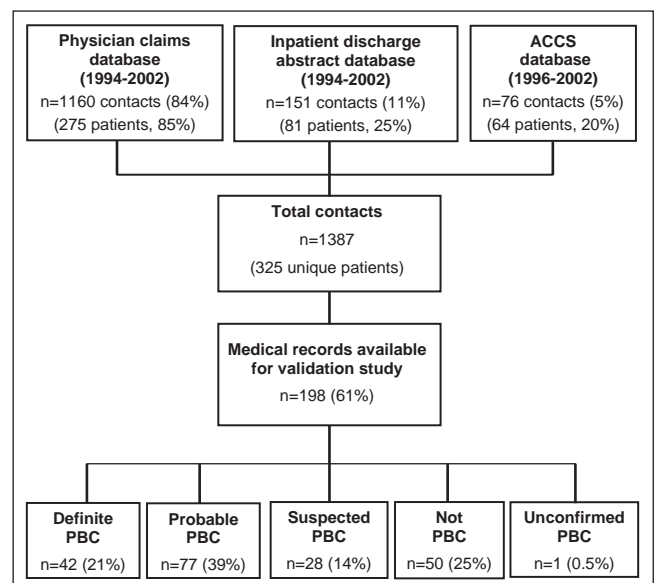 Physician claims
database
(1994-2002)
n=1160 contacts (84%)
(275 patients, 85%)
Inpatient discharge
abstract database
(1994-2002)
n=151 contacts (11%)
(81 patients, 25%)
ACCS
database
(1996-2002)
n=76 contacts (5%)
(64 patients, 20%)
Total contacts
n=1387
(325 unique patients)
Medical records available
for validation study
n=198 (61%)
Definite
PBC
n=42 (21%)
Probable
PBC
n=77 (39%)
Suspected
PBC
n=28 (14%)
Not
PBC
n=50 (25%)
Unconfirmed
PBC
n=1 (0.5%)